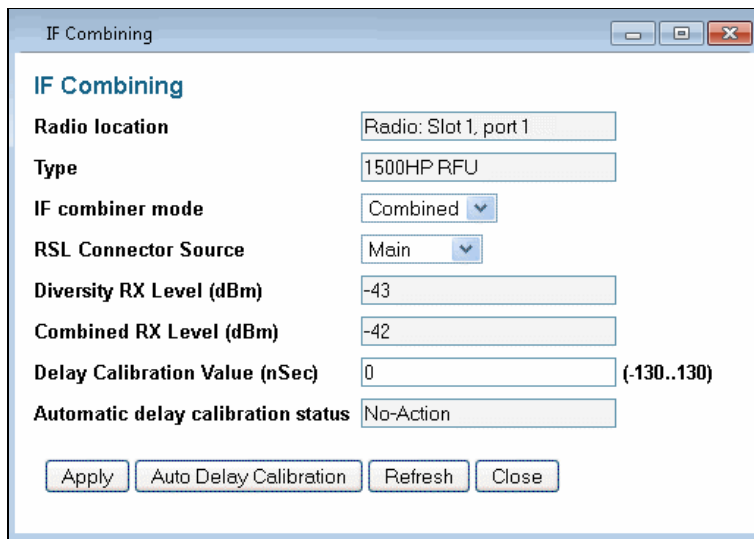 IF Combining
IF Combining
Radio location Radio: Slot 1, port 1
Type 1500HP RFU
IF combiner mode Combined
RSL Connector Source Main
Diversity RX Level (dBm) -43
Combined RX Level (dBm) -42
Delay Calibration Value (nSec) 0 (-130..130)
Automatic delay calibration status No-Action
Apply Auto Delay Calibration Refresh Close